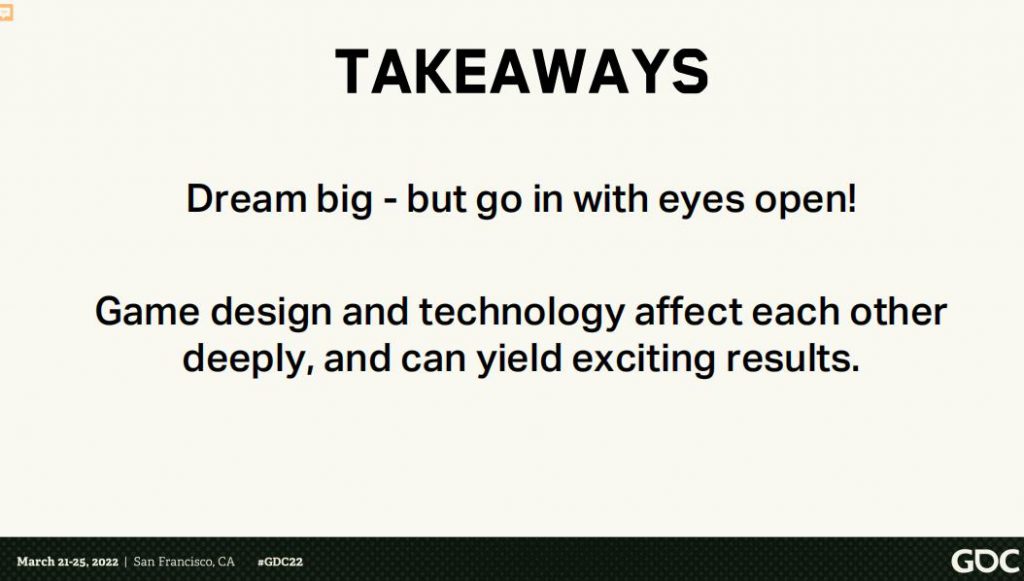 TAKEAWAYS
Dream big - but go in with eyes open!
Game design and technology affect each other
deeply, and can yield exciting results.
March 21-25, 2022 | San Francisco, CA #GDC22
GDC